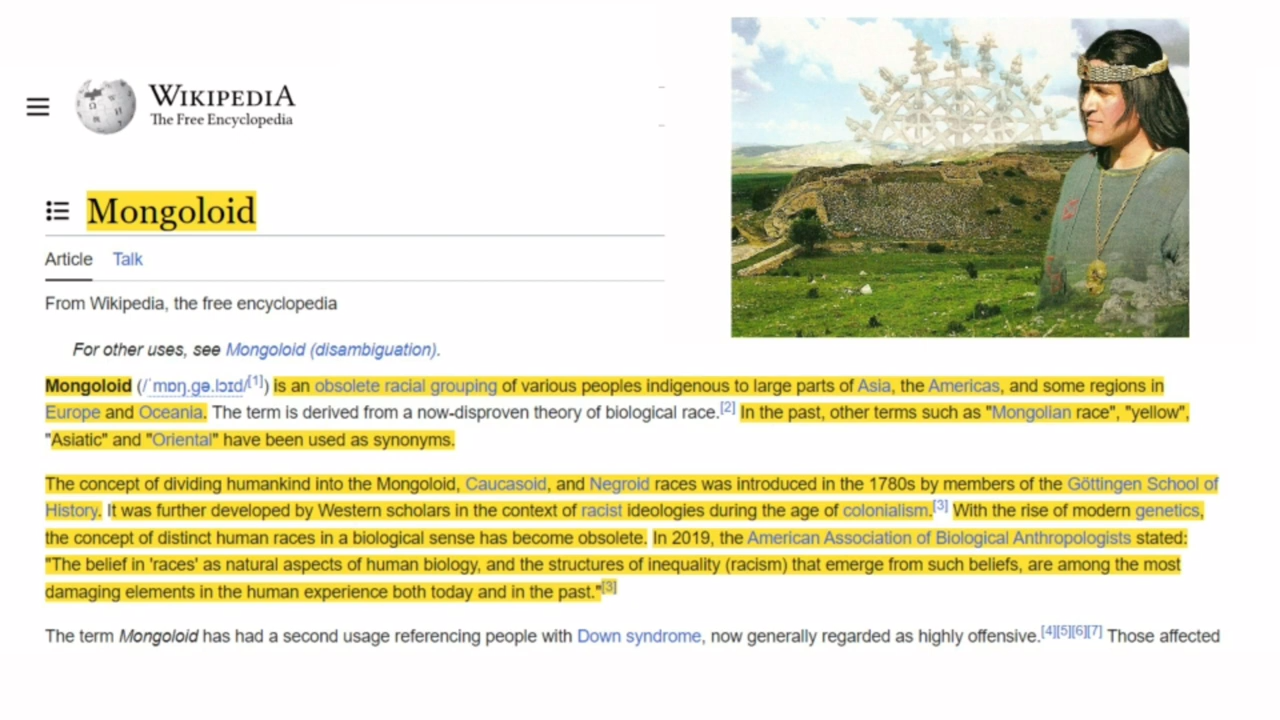 WIKIPEDIA
The Free Encyclopedia
Mongoloid
Article Talk
From Wikipedia, the free encyclopedia
For other uses, see Mongoloid (disambiguation).
Mongoloid (/ˈmɒŋ.ɡə.lɔɪd/[1]) is an obsolete racial grouping of various peoples indigenous to large parts of Asia, the Americas, and some regions in
Europe and Oceania. The term is derived from a now-disproven theory of biological race.[2] In the past, other terms such as "Mongolian race", "yellow",
"Asiatic" and "Oriental" have been used as synonyms.
The concept of dividing humankind into the Mongoloid, Caucasoid, and Negroid races was introduced in the 1780s by members of the Göttingen School of
History. It was further developed by Western scholars in the context of racist ideologies during the age of colonialism.[3] With the rise of modern genetics,
the concept of distinct human races in a biological sense has become obsolete. In 2019, the American Association of Biological Anthropologists stated:
"The belief in 'races' as natural aspects of human biology, and the structures of inequality (racism) that emerge from such beliefs, are among the most
damaging elements in the human experience both today and in the past."[3]
The term Mongoloid has had a second usage referencing people with Down syndrome, now generally regarded as highly offensive.[4][5][6][7] Those affected